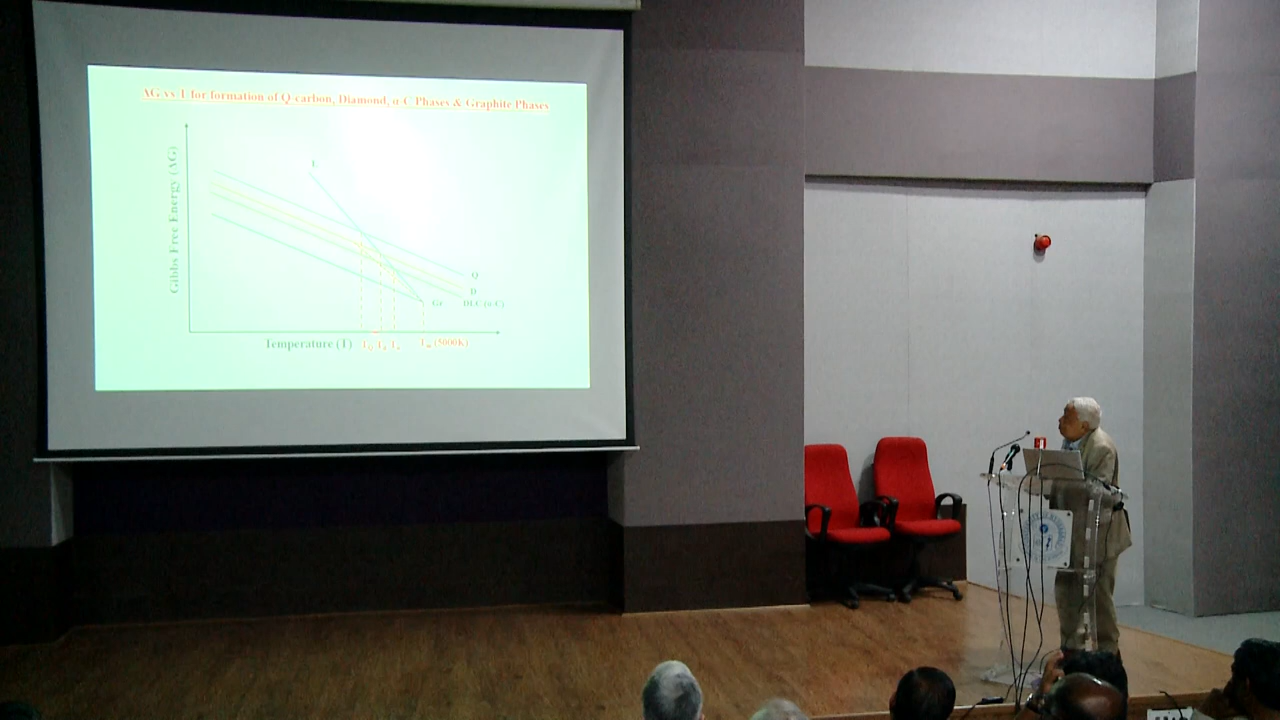 ΔG vs T for formation of Q-carbon, Diamond, α-C Phases & Graphite Phases
Gibbs Free Energy (ΔG)
L
Q
D
Gr DLC (α-C)
Temperature (T) (5000K)